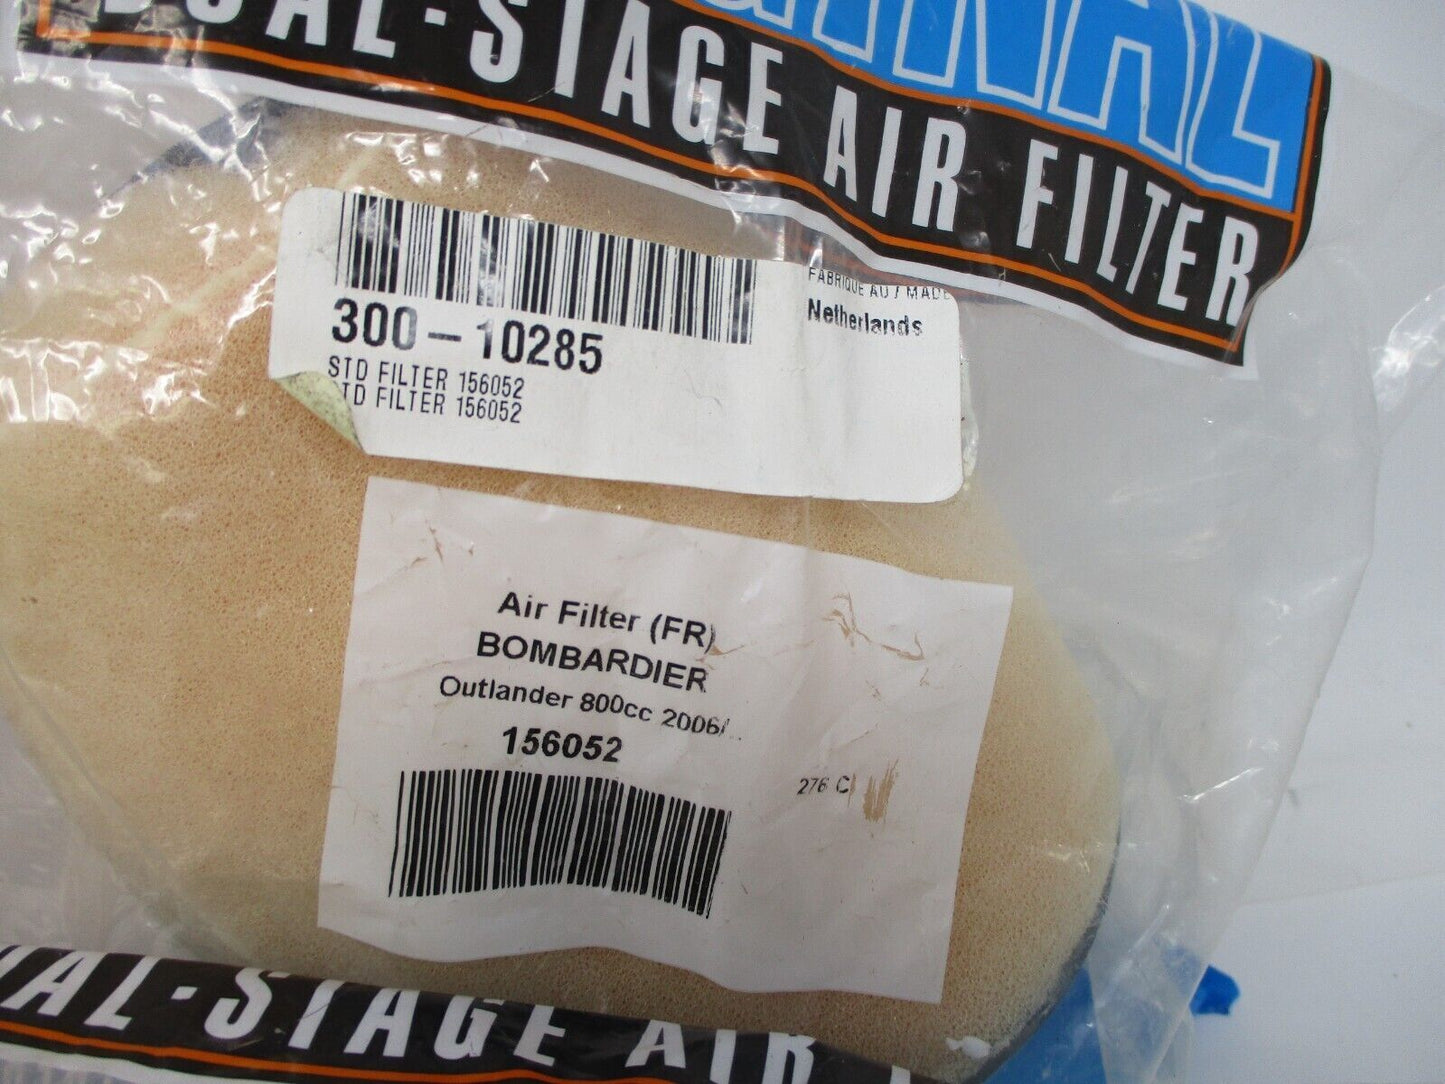 DUAL-STAGE AIR FILTER
300-10285
STD FILTER 156052
TD FILTER 156052
FABRIQUE AU / MADE
Netherlands
Air Filter (FR)
BOMBARDIER
Outlander 800cc 2006/..
156052
276 C
DUAL-STAGE AIR